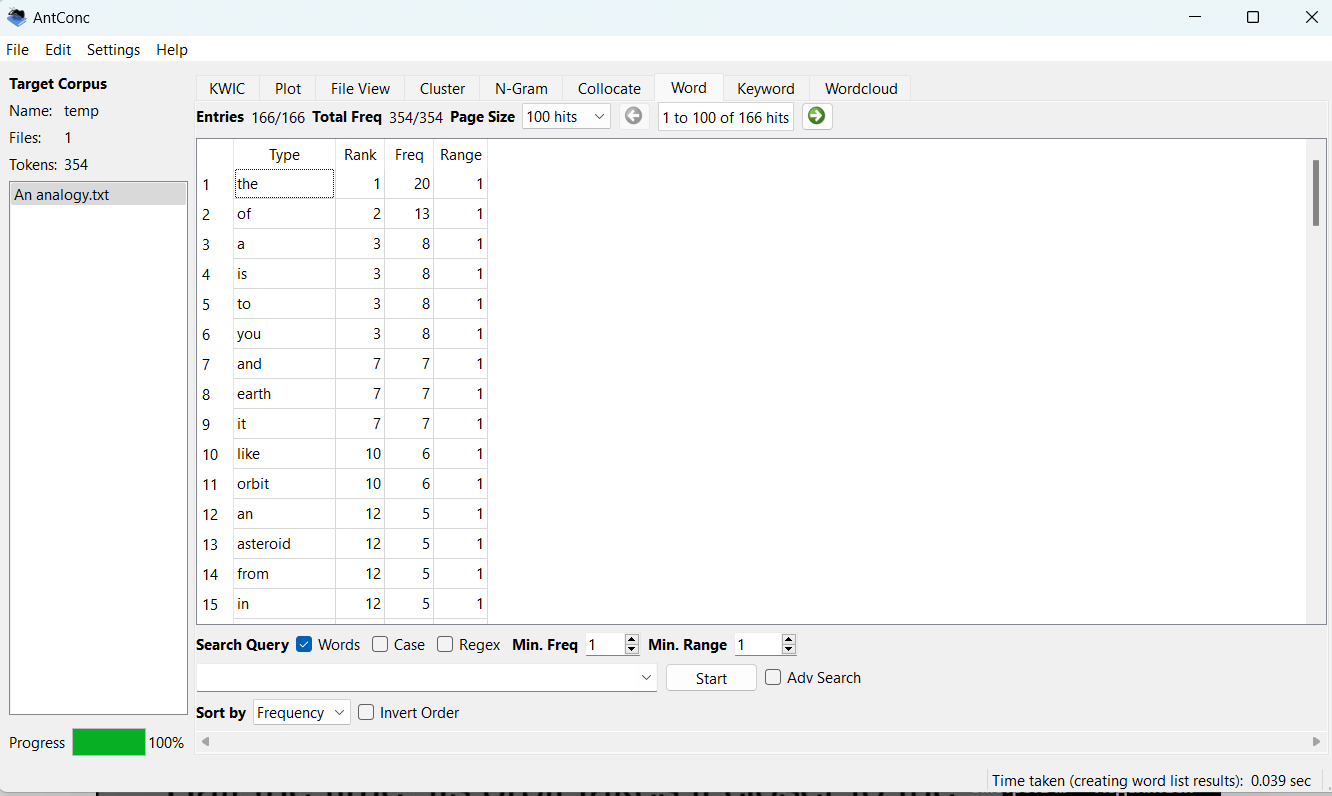 AntConc
File Edit Settings Help
Target Corpus
Name: temp
Files: 1
Tokens: 354
An analogy.txt
Progress 100%
KWIC Plot File View Cluster N-Gram Collocate Word Keyword Wordcloud
Entries 166/166 Total Freq 354/354 Page Size 100 hits 1 to 100 of 166 hits
Type Rank Freq Range
1 the 1 20 1
2 of 2 13 1
3 a 3 8 1
4 is 3 8 1
5 to 3 8 1
6 you 3 8 1
7 and 7 7 1
8 earth 7 7 1
9 it 7 7 1
10 like 10 6 1
11 orbit 10 6 1
12 an 12 5 1
13 asteroid 12 5 1
14 from 12 5 1
15 in 12 5 1
Search Query Words Case Regex Min. Freq 1 Min. Range 1
Start Adv Search
Sort by Frequency Invert Order
Time taken (creating word list results): 0.039 sec